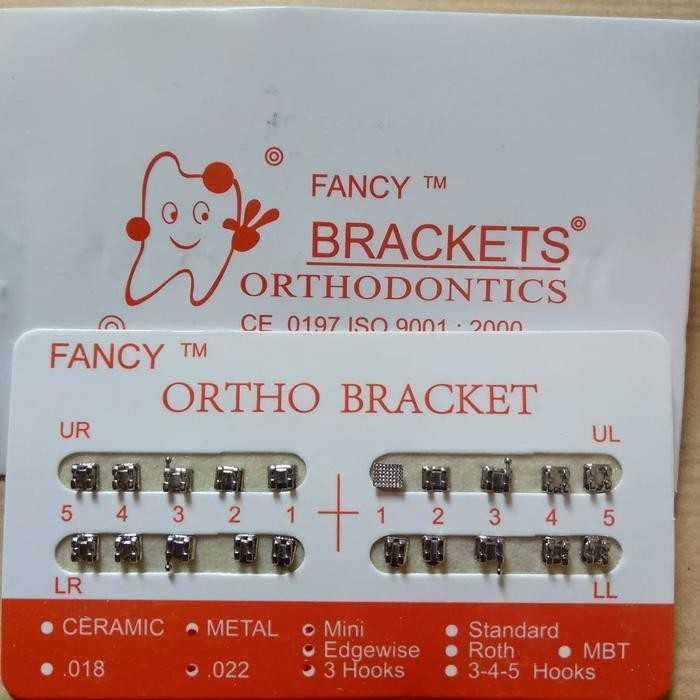 FANCY ™
BRACKETS
ORTHODONTICS
CE 0197 ISO 9001 : 2000
FANCY ™
ORTHO BRACKET
UR UL
5 4 3 2 1 1 2 3 4 5
LR LL
CERAMIC METAL Mini Standard
Edgewise Roth MBT
.018 .022 3 Hooks 3-4-5 Hooks